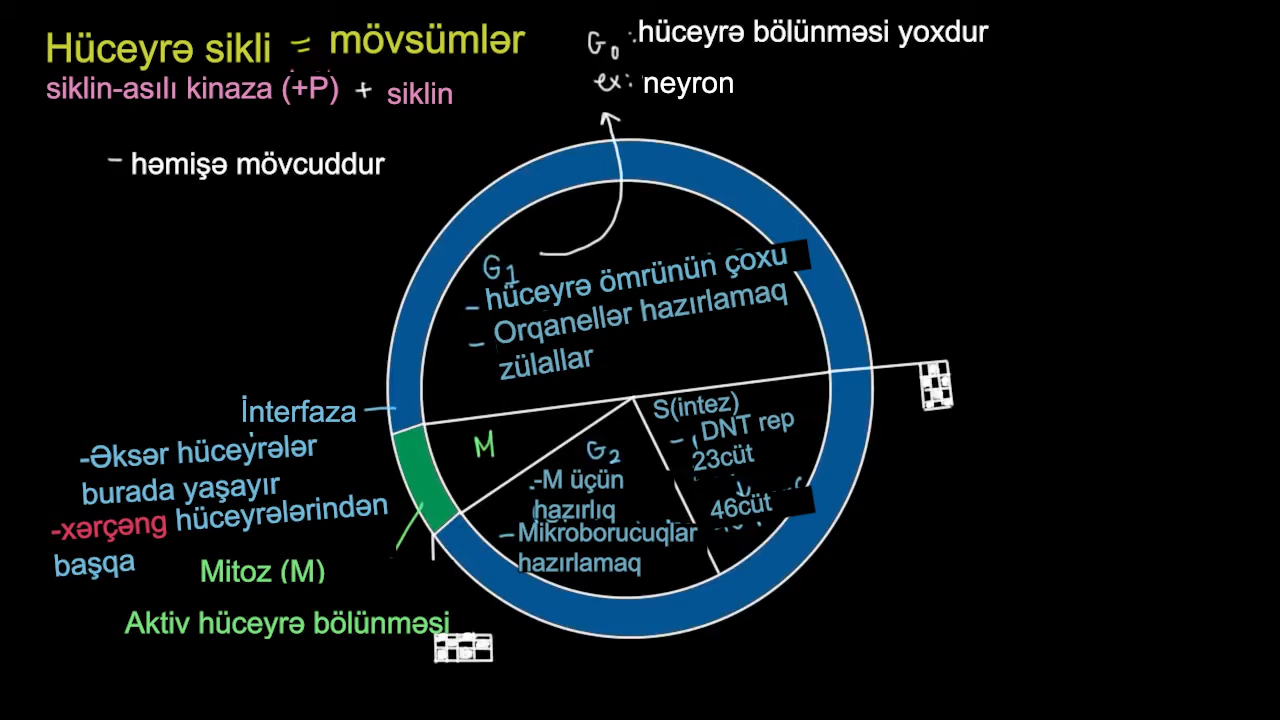 Hüceyrə sikli = mövsümlər
siklin-asılı kinaza (+P) + siklin
- həmişə mövcuddur
G0: hüceyrə bölünməsi yoxdur
ex: neyron
G1
- hüceyrə ömrünün çoxu
- Orqanellər hazırlamaq
zülallar
S(intez)
- DNT rep
23cüt
46cüt
G2
-M üçün
hazırlıq
- Mikroborucuqlar
hazırlamaq
M
İnterfaza
-Əksər hüceyrələr
burada yaşayır
-xərçəng hüceyrələrindən
başqa
Mitoz (M)
Aktiv hüceyrə bölünməsi